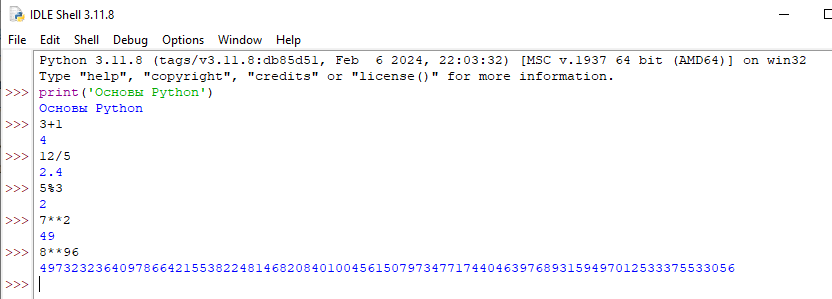 IDLE Shell 3.11.8
File Edit Shell Debug Options Window Help
Python 3.11.8 (tags/v3.11.8:db85d51, Feb  6 2024, 22:03:32) [MSC v.1937 64 bit (AMD64)] on win32
Type "help", "copyright", "credits" or "license()" for more information.
>>> print('Основы Python')
Основы Python
>>> 3+1
4
>>> 12/5
2.4
>>> 5%3
2
>>> 7**2
49
>>> 8**96
497323236409786642155382248146820840100456150797347717440463976893159497012533375533056
>>>